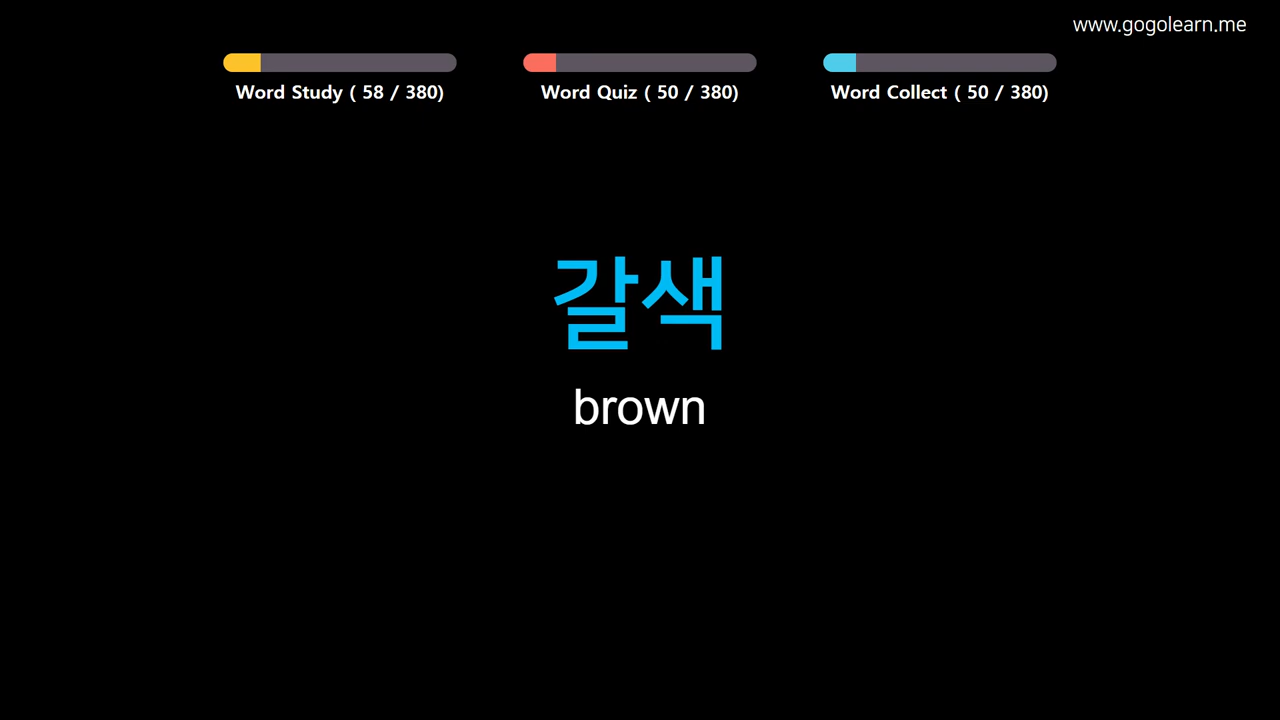 www.gogolearn.me
Word Study ( 58 / 380)
Word Quiz ( 50 / 380)
Word Collect ( 50 / 380)
갈색
brown